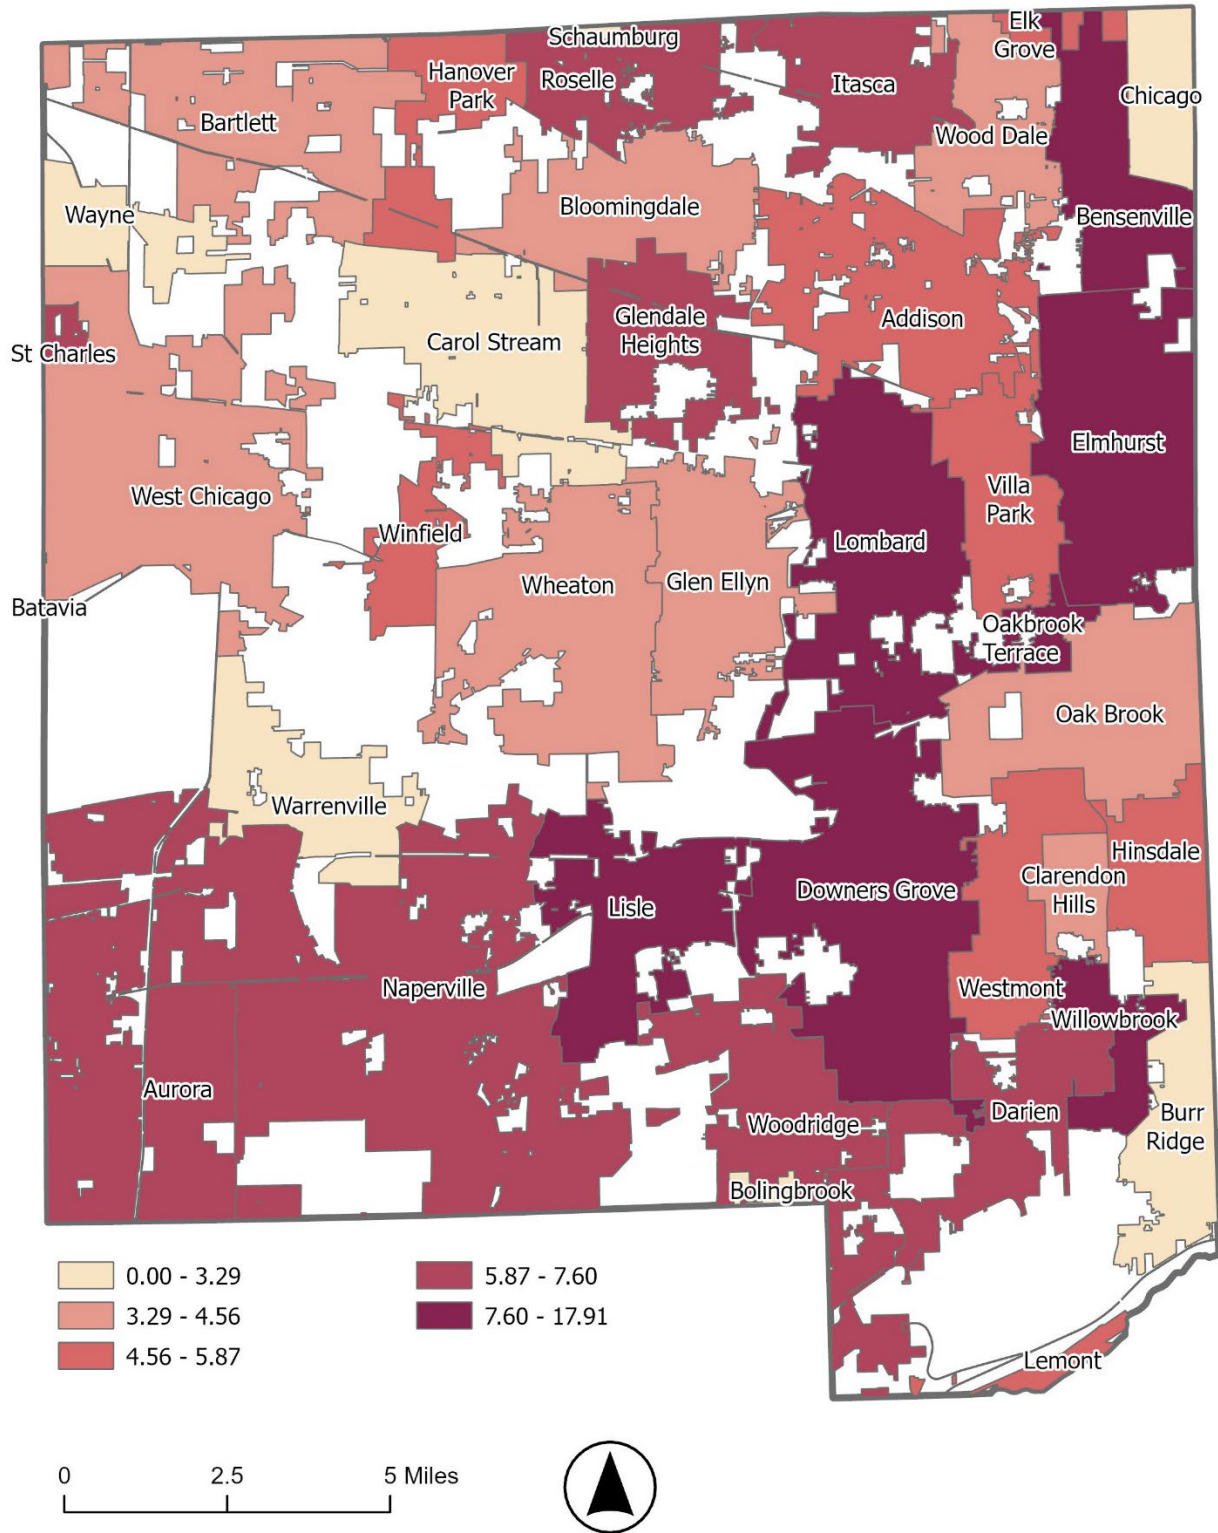 Schaumburg
Elk
Grove
Hanover
Park
Roselle
Itasca
Chicago
Bartlett
Wood Dale
Wayne
Bloomingdale
Bensenville
St Charles
Carol Stream
Glendale
Heights
Addison
Elmhurst
West Chicago
Winfield
Villa
Park
Lombard
Batavia
Wheaton
Glen Ellyn
Oakbrook
Terrace
Oak Brook
Warrenville
Hinsdale
Clarendon
Hills
Lisle
Downers Grove
Naperville
Westmont
Willowbrook
Aurora
Woodridge
Darien
Burr
Ridge
Bolingbrook
Lemont
0.00 - 3.29
3.29 - 4.56
4.56 - 5.87
5.87 - 7.60
7.60 - 17.91
0 2.5 5 Miles